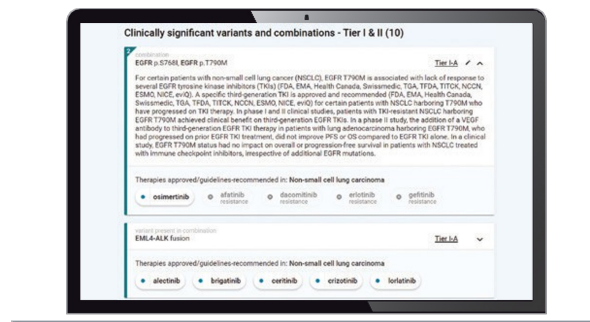 Clinically significant variants and combinations - Tier I & II (10)
2
combination
EGFR p.S768I, EGFR p.T790M
Tier I-A
For certain patients with non-small cell lung cancer (NSCLC), EGFR T790M is associated with lack of response to
several EGFR tyrosine kinase inhibitors (TKIs) (FDA, EMA, Health Canada, Swissmedic, TGA, TFDA, TITCK, NCCN,
ESMO, NICE, eviQ). A specific third-generation TKI is approved and recommended (FDA, EMA, Health Canada,
Swissmedic, TGA, TFDA, TITCK, NCCN, ESMO, NICE, eviQ) for certain patients with NSCLC harboring T790M who
have progressed on TKI therapy. In phase I and II clinical studies, patients with TKI-resistant NSCLC harboring
EGFR T790M achieved clinical benefit on third-generation EGFR TKIs. In a phase II study, the addition of a VEGF
antibody to third-generation EGFR TKI therapy in patients with lung adenocarcinoma harboring EGFR T790M, who
had progressed on prior EGFR TKI treatment, did not improve PFS or OS compared to EGFR TKI alone. In a clinical
study, EGFR T790M status had no impact on overall or progression-free survival in patients with NSCLC treated
with immune checkpoint inhibitors, irrespective of additional EGFR mutations.
Therapies approved/guidelines-recommended in: Non-small cell lung carcinoma
osimertinib afatinib dacomitinib erlotinib gefitinib
resistance resistance resistance resistance
variant present in combination
EML4-ALK fusion
Tier I-A
Therapies approved/guidelines-recommended in: Non-small cell lung carcinoma
alectinib brigatinib ceritinib crizotinib lorlatinib